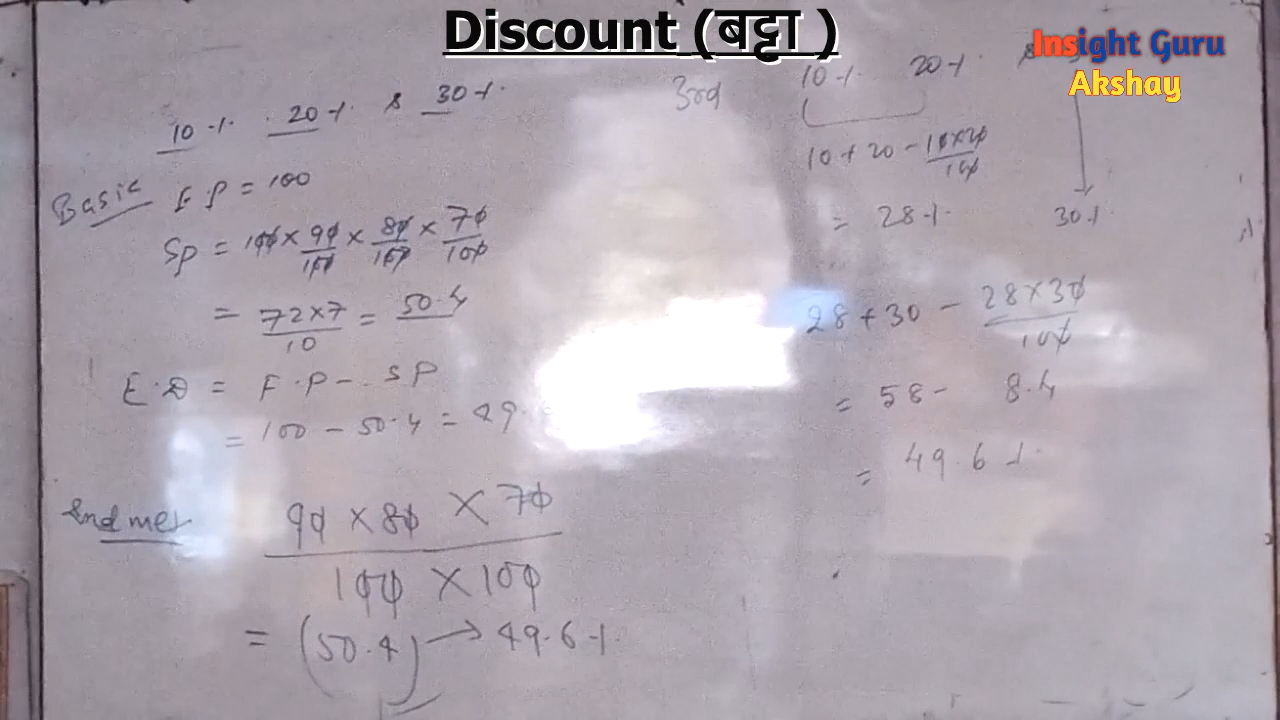 Discount (बट्टा )
Insight Guru
Akshay
10 ·/· 20 ·/· & 30 ·/·
Basic F.P = 100
SP = 100 × 90/100 × 80/100 × 70/100
= 72×7/10 = 50.4
E.D = F.P - SP
= 100 - 50.4 = 49.
2nd met
90 × 80 × 70
100 × 100
= (50.4) → 49.6 ·/·
3rd 10 ·/· 20 ·/· &
10 + 20 - 10×20/100
= 28 ·/· 30 ·/·
28 + 30 - 28×30/100
= 58 - 8.4
= 49.6 ·/·